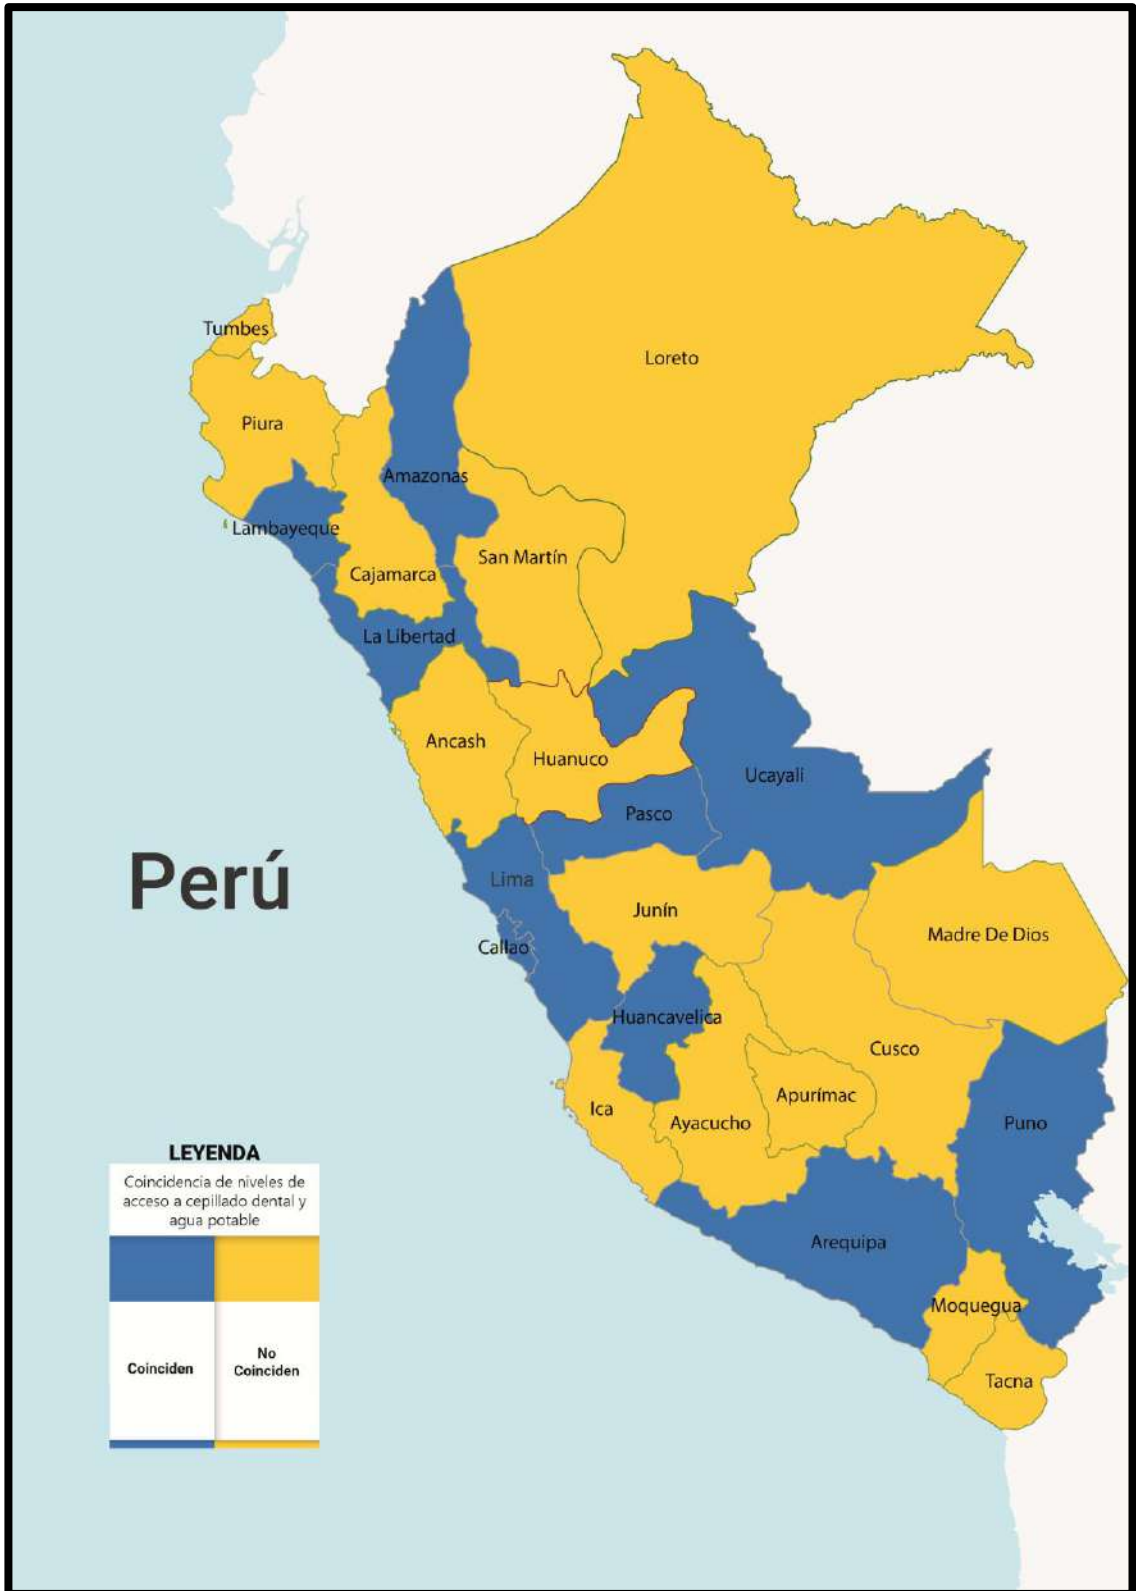 Tumbes
Loreto
Piura
Amazonas
Lambayeque
San Martín
Cajamarca
La Libertad
Ancash
Huanuco
Ucayali
Pasco
Perú
Lima
Junín
Madre De Dios
Callao
Huancavelica
Cusco
Apurímac
Ica
Ayacucho
Puno
LEYENDA
Coincidencia de niveles de
acceso a cepillado dental y
agua potable
Arequipa
Moquegua
Coinciden
No
Coinciden
Tacna